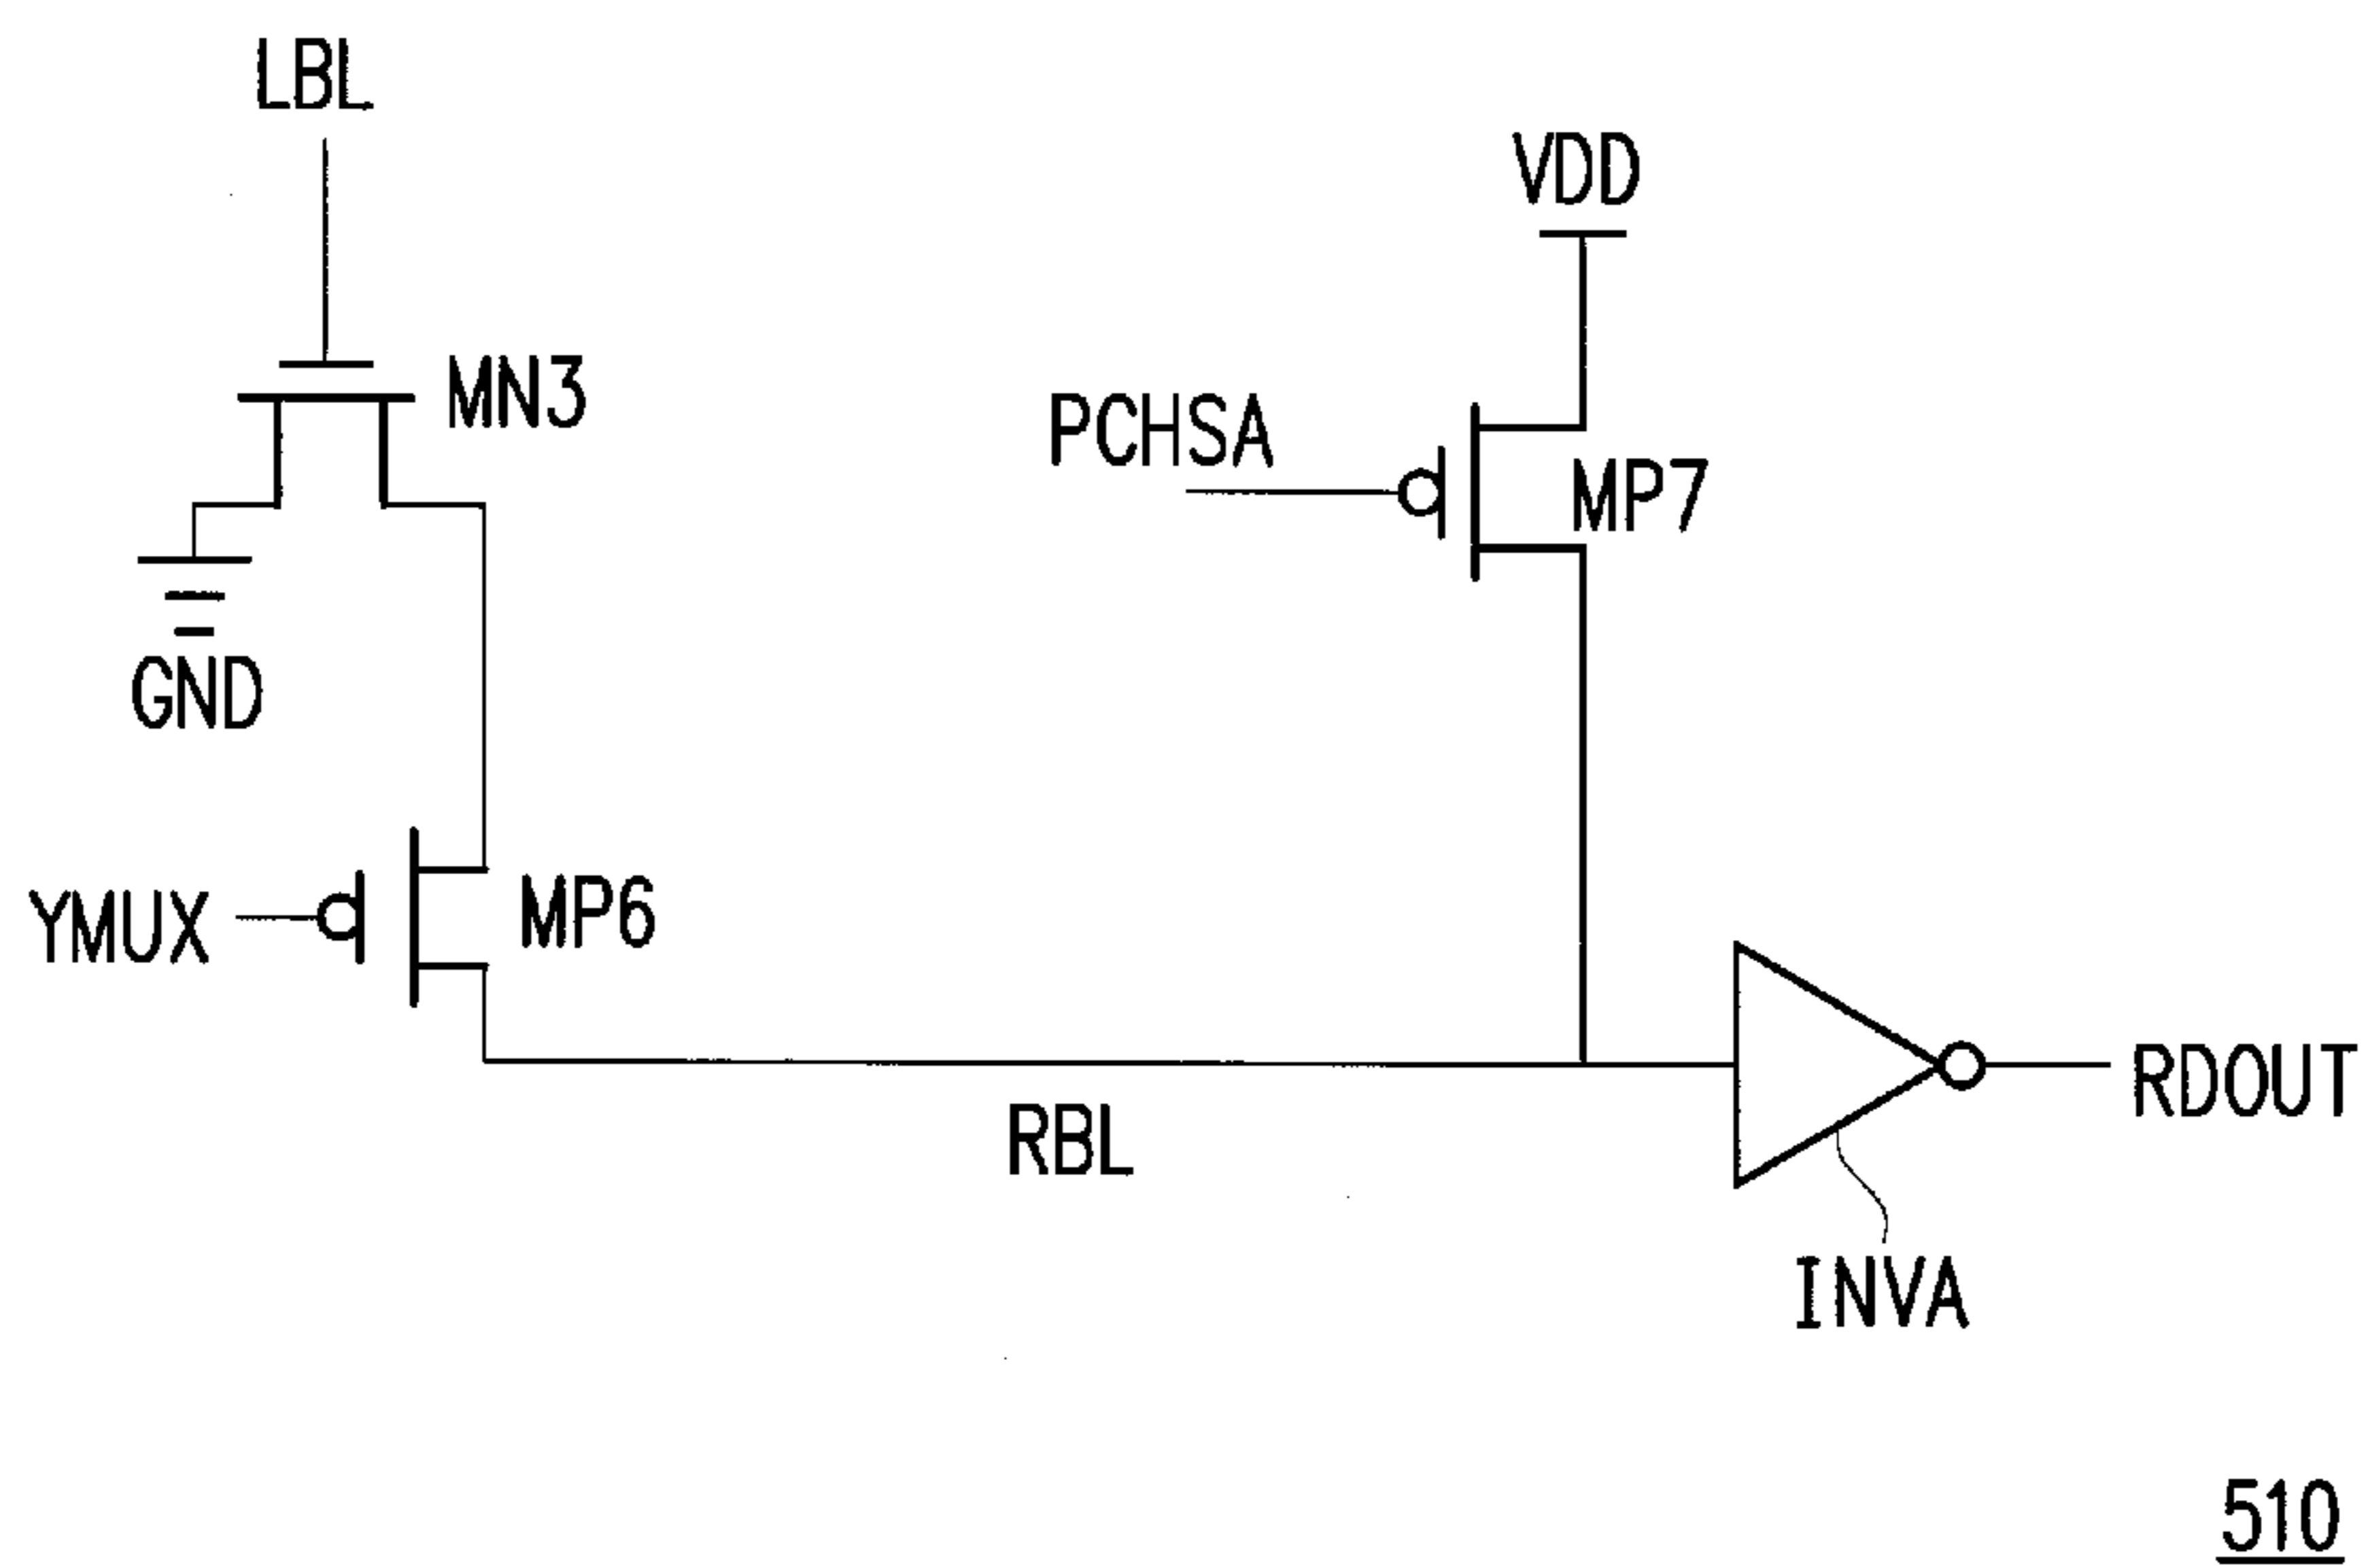 LBL
VDD
MN3
PCHSA
MP7
GND
YMUX
MP6
RBL
RDOUT
INVA
510